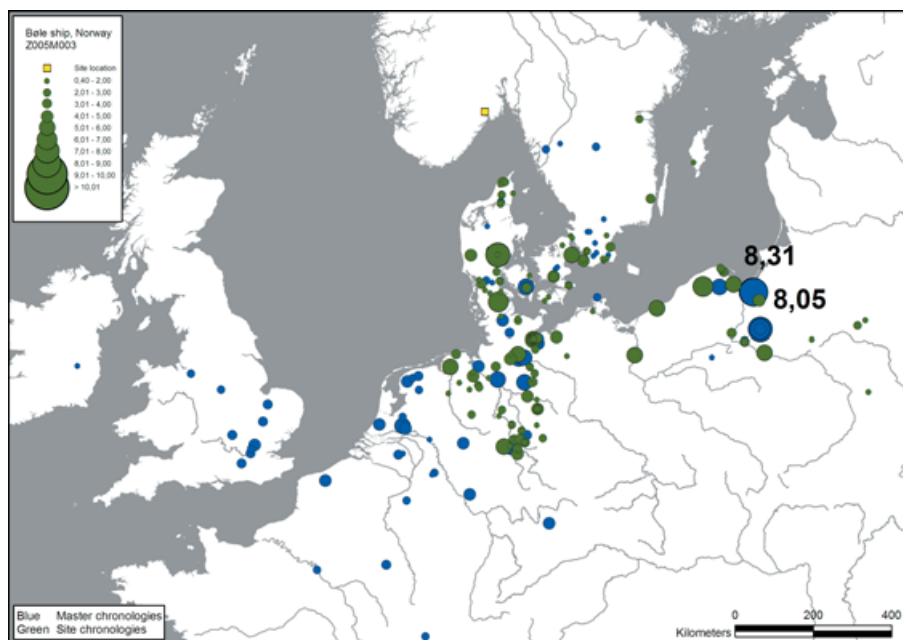 Bøle ship, Norway
Z005M003
Site location
0,40 - 2,00
2,01 - 3,00
3,01 - 4,00
4,01 - 5,00
5,01 - 6,00
6,01 - 7,00
7,01 - 8,00
8,01 - 9,00
9,01 - 10,00
> 10,01
8,31
8,05
Blue Master chronologies
Green Site chronologies
0 200 400
Kilometers